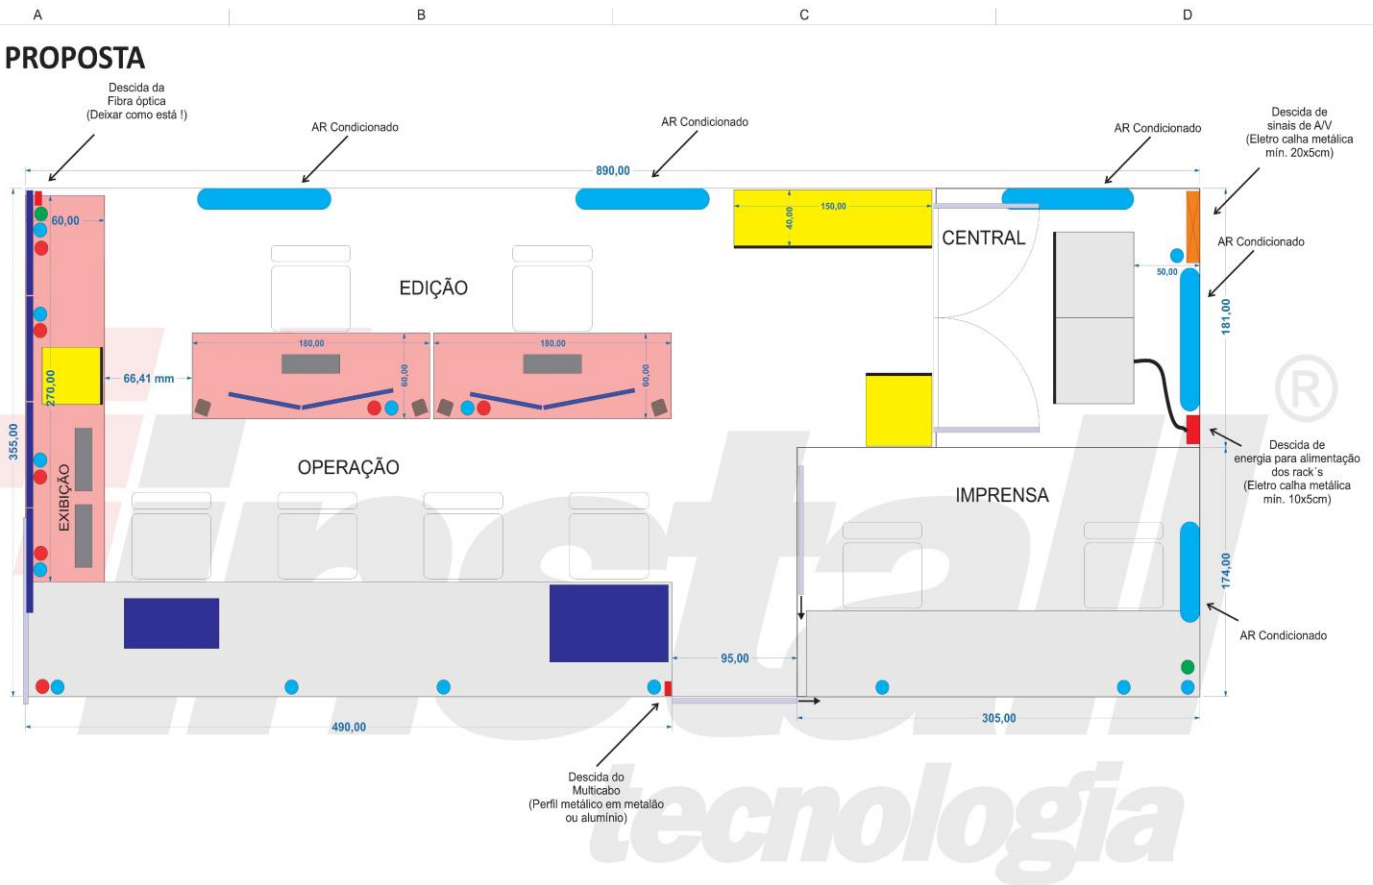 A B C D
PROPOSTA
Descida da
Fibra óptica
(Deixar como está !)
AR Condicionado
AR Condicionado
AR Condicionado
Descida de
sinais de A/V
(Eletro calha metálica
mín. 20x5cm)
890,00
60,00
40,00
150,00
CENTRAL
AR Condicionado
50,00
EDIÇÃO
181,00
180,00
180,00
60,00
60,00
66,41 mm
270,00
355,00
®
Descida de
energia para alimentação
dos rack´s
(Eletro calha metálica
mín. 10x5cm)
OPERAÇÃO
EXIBIÇÃO
IMPRENSA
install
174,00
AR Condicionado
95,00
490,00
305,00
Descida do
Multicabo
(Perfil metálico em metalão
ou alumínio)
tecnologia